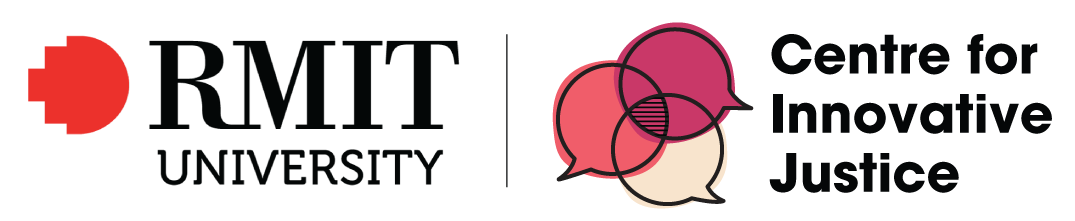 RMIT
UNIVERSITY
Centre for
Innovative
Justice